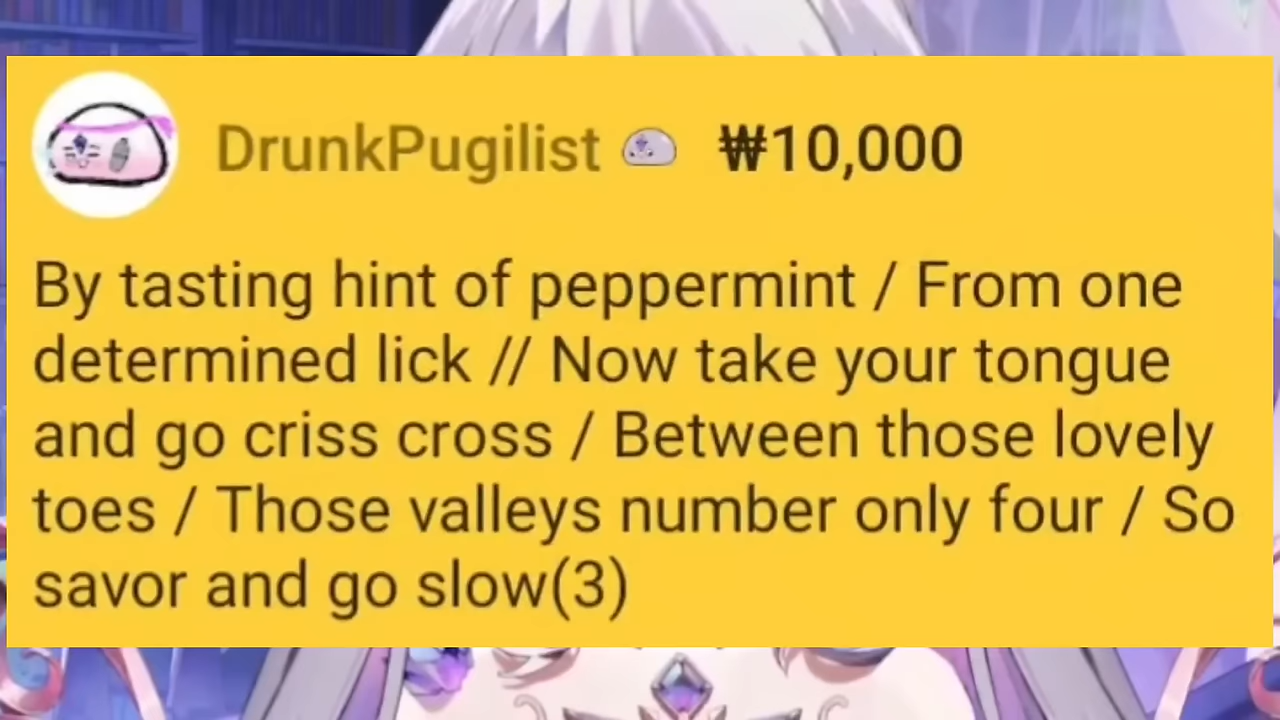 DrunkPugilist ₩10,000
By tasting hint of peppermint / From one
determined lick // Now take your tongue
and go criss cross / Between those lovely
toes / Those valleys number only four / So
savor and go slow(3)